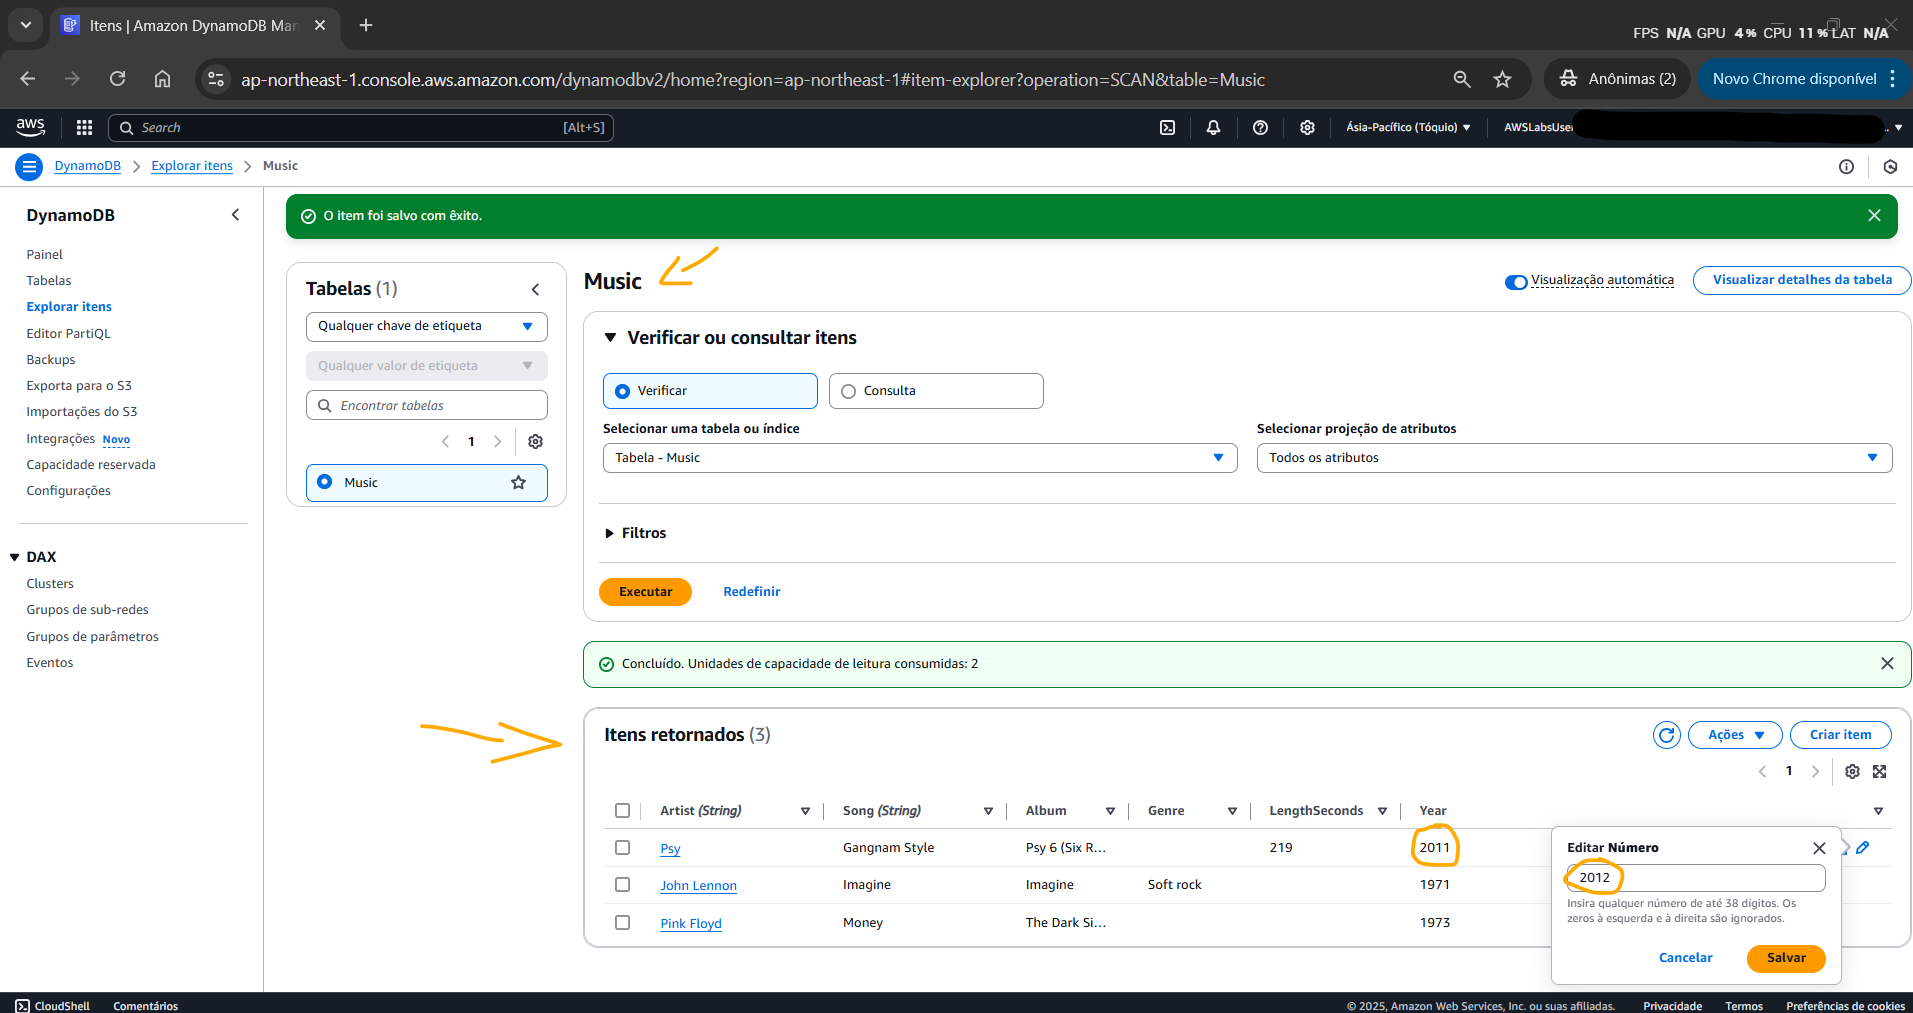 Itens | Amazon DynamoDB Man
FPS N/A GPU 4% CPU 11% LAT N/A
ap-northeast-1.console.aws.amazon.com/dynamodbv2/home?region=ap-northeast-1#item-explorer?operation=SCAN&table=Music
Anônimas (2)
Novo Chrome disponível
aws
Search
[Alt+S]
Ásia-Pacífico (Tóquio)
AWSLabsUser
DynamoDB
Explorar itens
Music
DynamoDB
Painel
Tabelas
Explorar itens
Editor PartiQL
Backups
Exporta para o S3
Importações do S3
Integrações Novo
Capacidade reservada
Configurações
DAX
Clusters
Grupos de sub-redes
Grupos de parâmetros
Eventos
O item foi salvo com êxito.
Tabelas (1)
Qualquer chave de etiqueta
Qualquer valor de etiqueta
Encontrar tabelas
1
Music
Music
Visualização automática
Visualizar detalhes da tabela
Verificar ou consultar itens
Verificar
Consulta
Selecionar uma tabela ou índice
Tabela - Music
Selecionar projeção de atributos
Todos os atributos
Filtros
Executar
Redefinir
Concluído. Unidades de capacidade de leitura consumidas: 2
Itens retornados (3)
Ações
Criar item
1
Artist (String) Song (String) Album Genre LengthSeconds Year
Psy Gangnam Style Psy 6 (Six R... 219 2011
John Lennon Imagine Imagine Soft rock 1971
Pink Floyd Money The Dark Si... 1973
Editar Número
2012
Insira qualquer número de até 38 dígitos. Os
zeros à esquerda e à direita são ignorados.
Cancelar
Salvar
CloudShell
Comentários
© 2025, Amazon Web Services, Inc. ou suas afiliadas.
Privacidade
Termos
Preferências de cookies